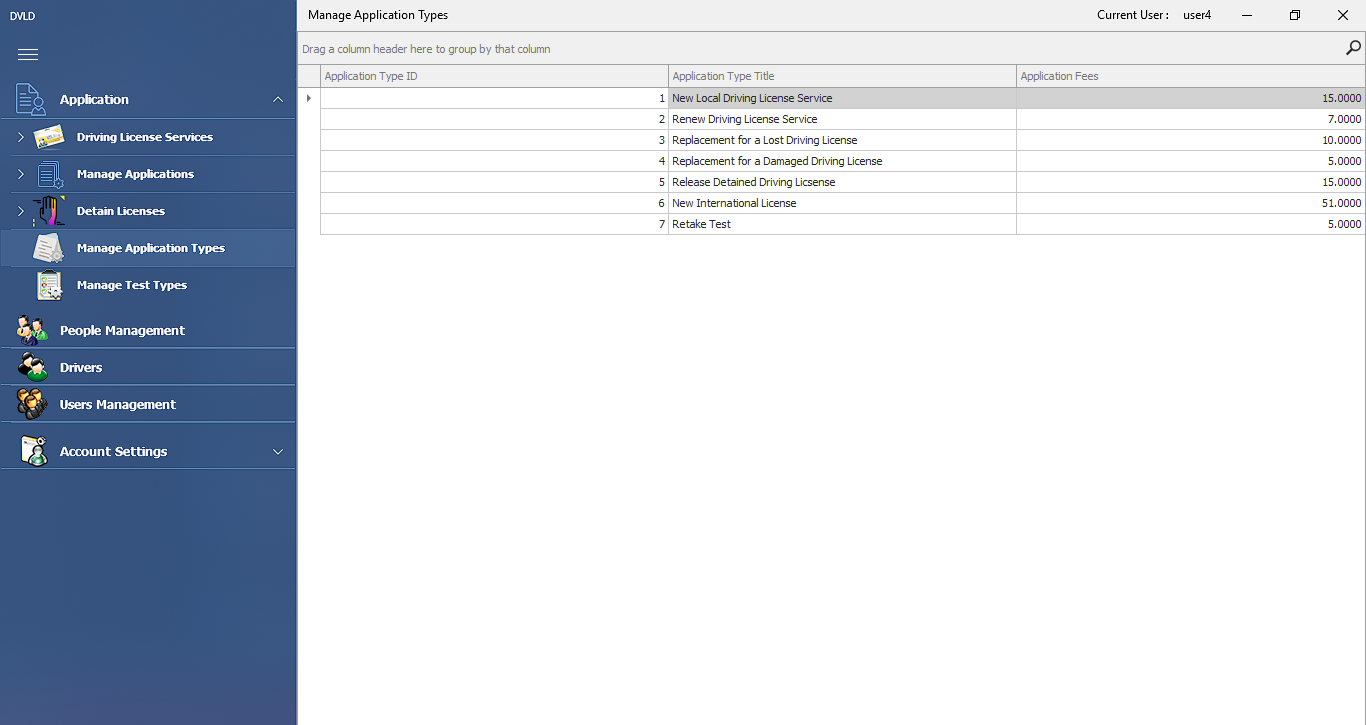 DVLD
Manage Application Types
Current User : user4
Drag a column header here to group by that column
Application
Driving License Services
Manage Applications
Detain Licenses
Manage Application Types
Manage Test Types
People Management
Drivers
Users Management
Account Settings
Application Type ID Application Type Title Application Fees
1 New Local Driving License Service 15.0000
2 Renew Driving License Service 7.0000
3 Replacement for a Lost Driving License 10.0000
4 Replacement for a Damaged Driving License 5.0000
5 Release Detained Driving Licsense 15.0000
6 New International License 51.0000
7 Retake Test 5.0000